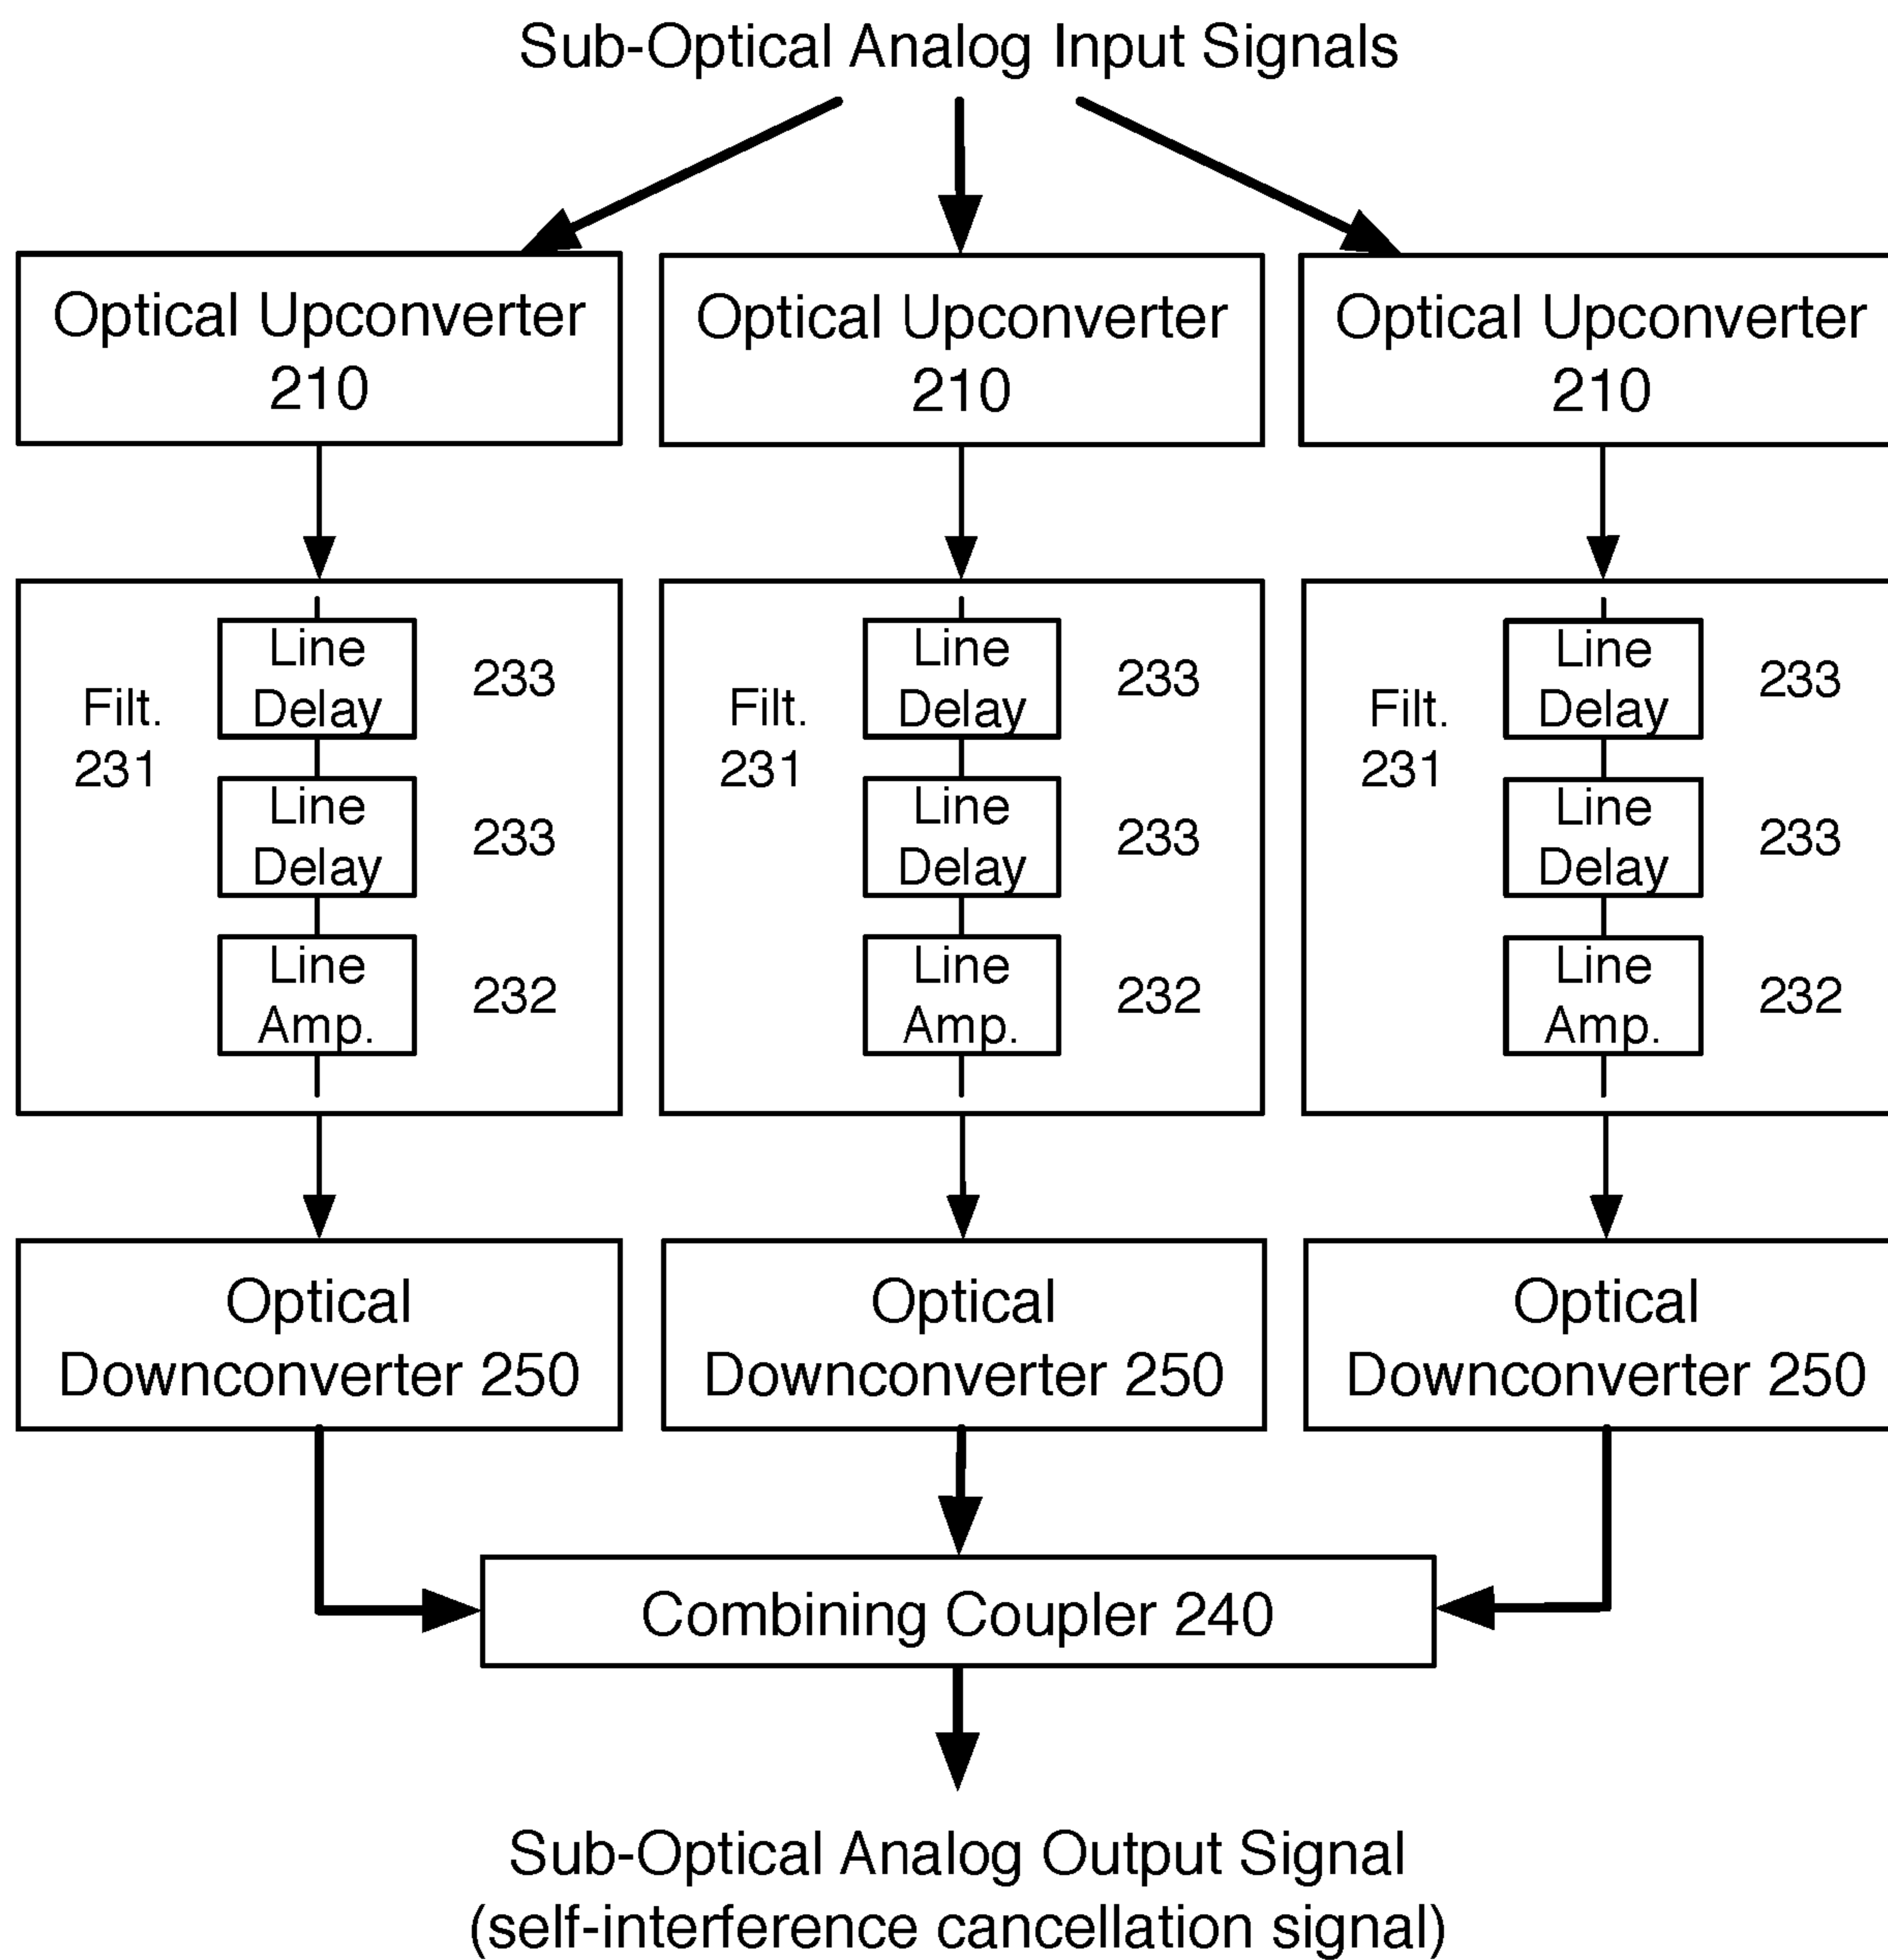 Sub-Optical Analog Input Signals
Optical Upconverter
210
Optical Upconverter
210
Optical Upconverter
210
Filt.
231
Line
Delay
233
Line
Delay
233
Line
Amp.
232
Filt.
231
Line
Delay
233
Line
Delay
233
Line
Amp.
232
Filt.
231
Line
Delay
233
Line
Delay
233
Line
Amp.
232
Optical
Downconverter 250
Optical
Downconverter 250
Optical
Downconverter 250
Combining Coupler 240
Sub-Optical Analog Output Signal
(self-interference cancellation signal)